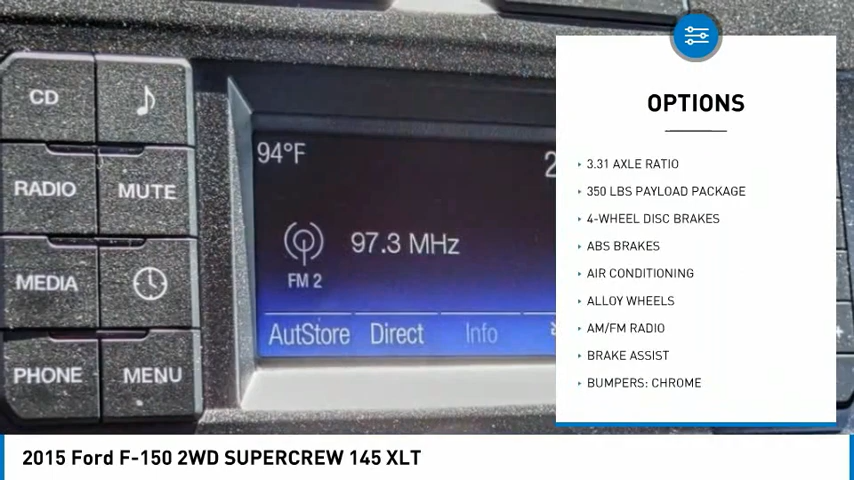 CD
RADIO
MUTE
MEDIA
PHONE
MENU
94°F
2
97.3 MHz
FM 2
AutoStore
Direct
Info
OPTIONS
3.31 AXLE RATIO
350 LBS PAYLOAD PACKAGE
4-WHEEL DISC BRAKES
ABS BRAKES
AIR CONDITIONING
ALLOY WHEELS
AM/FM RADIO
BRAKE ASSIST
BUMPERS: CHROME
2015 Ford F-150 2WD SUPERCREW 145 XLT